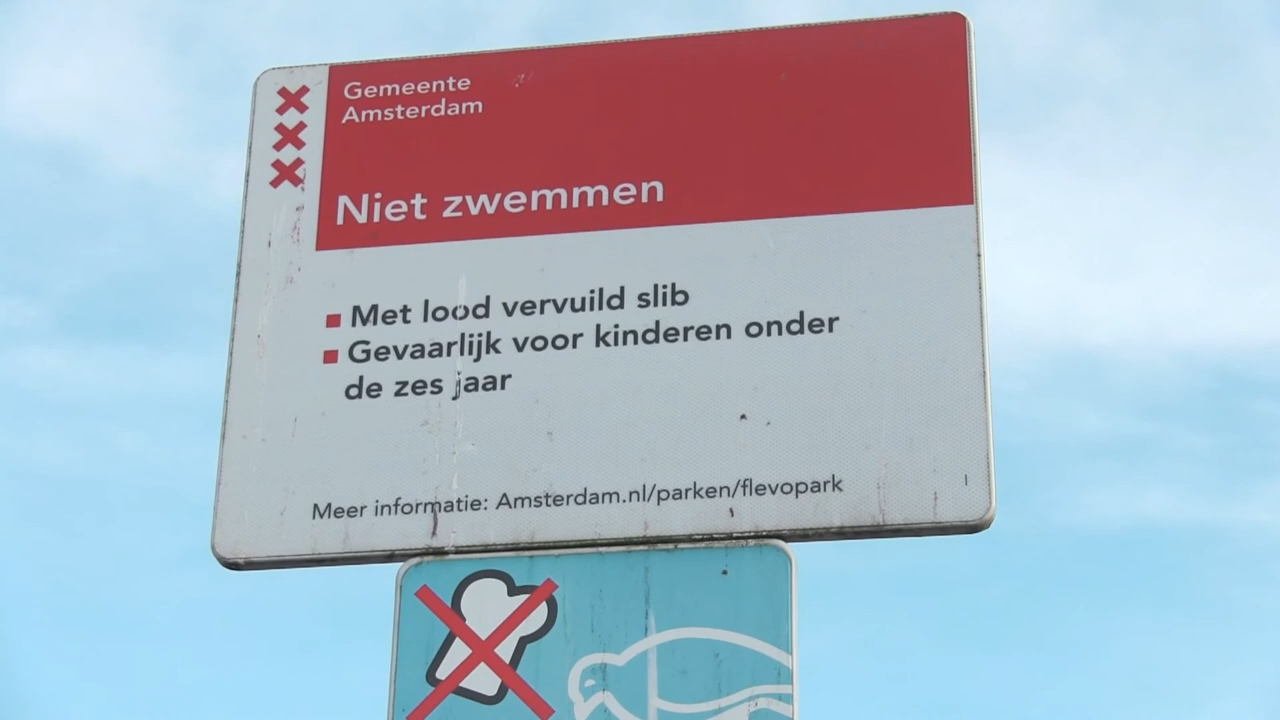 Gemeente
Amsterdam
Niet zwemmen
Met lood vervuild slib
Gevaarlijk voor kinderen onder
de zes jaar
Meer informatie: Amsterdam.nl/parken/flevopark